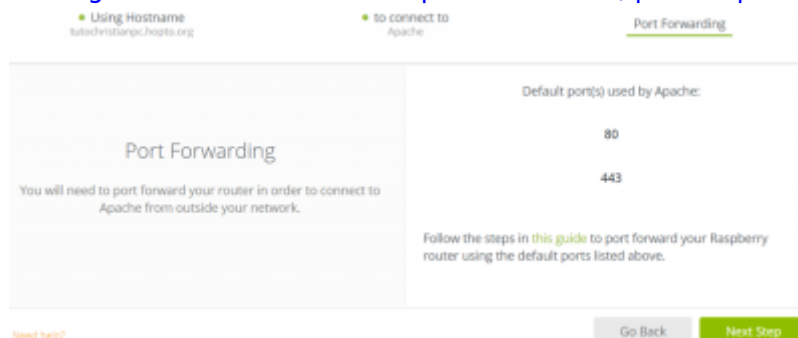 Using Hostname
tutochristianpc.hopto.org
to connect to
Apache
Port Forwarding
Default port(s) used by Apache:
80
443
Port Forwarding
You will need to port forward your router in order to connect to
Apache from outside your network.
Follow the steps in this guide to port forward your Raspberry
router using the default ports listed above.
Need help?
Go Back
Next Step